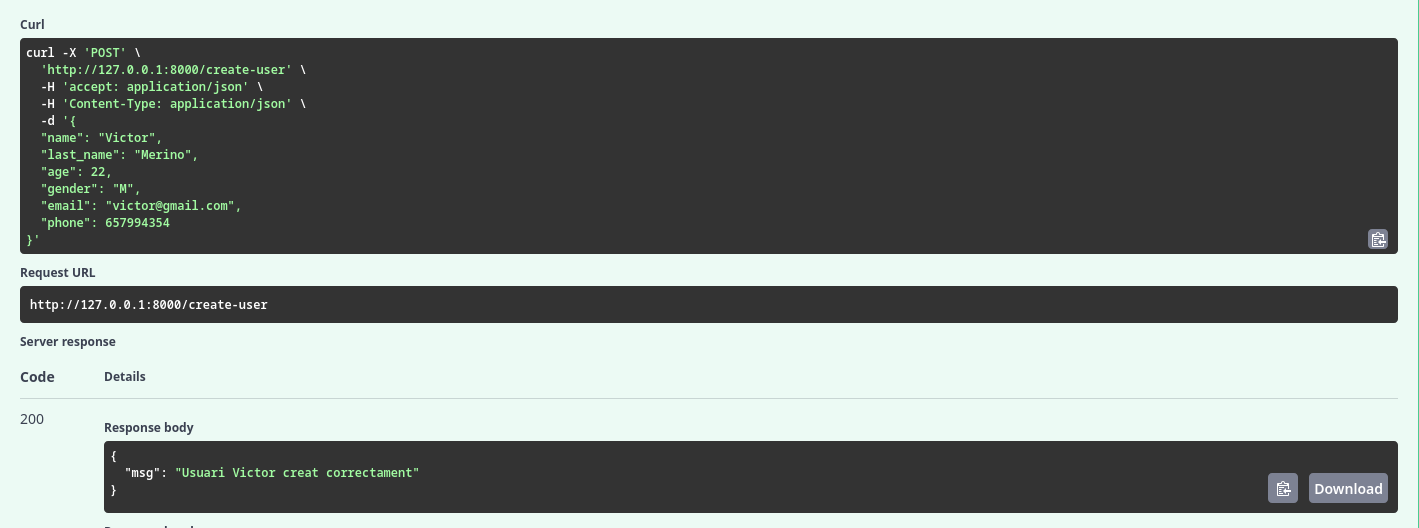 Curl
curl -X 'POST' \
  'http://127.0.0.1:8000/create-user' \
  -H 'accept: application/json' \
  -H 'Content-Type: application/json' \
  -d '{
  "name": "Victor",
  "last_name": "Merino",
  "age": 22,
  "gender": "M",
  "email": "victor@gmail.com",
  "phone": 657994354
}'
Request URL
http://127.0.0.1:8000/create-user
Server response
Code Details
200
Response body
{
  "msg": "Usuari Victor creat correctament"
}
Download